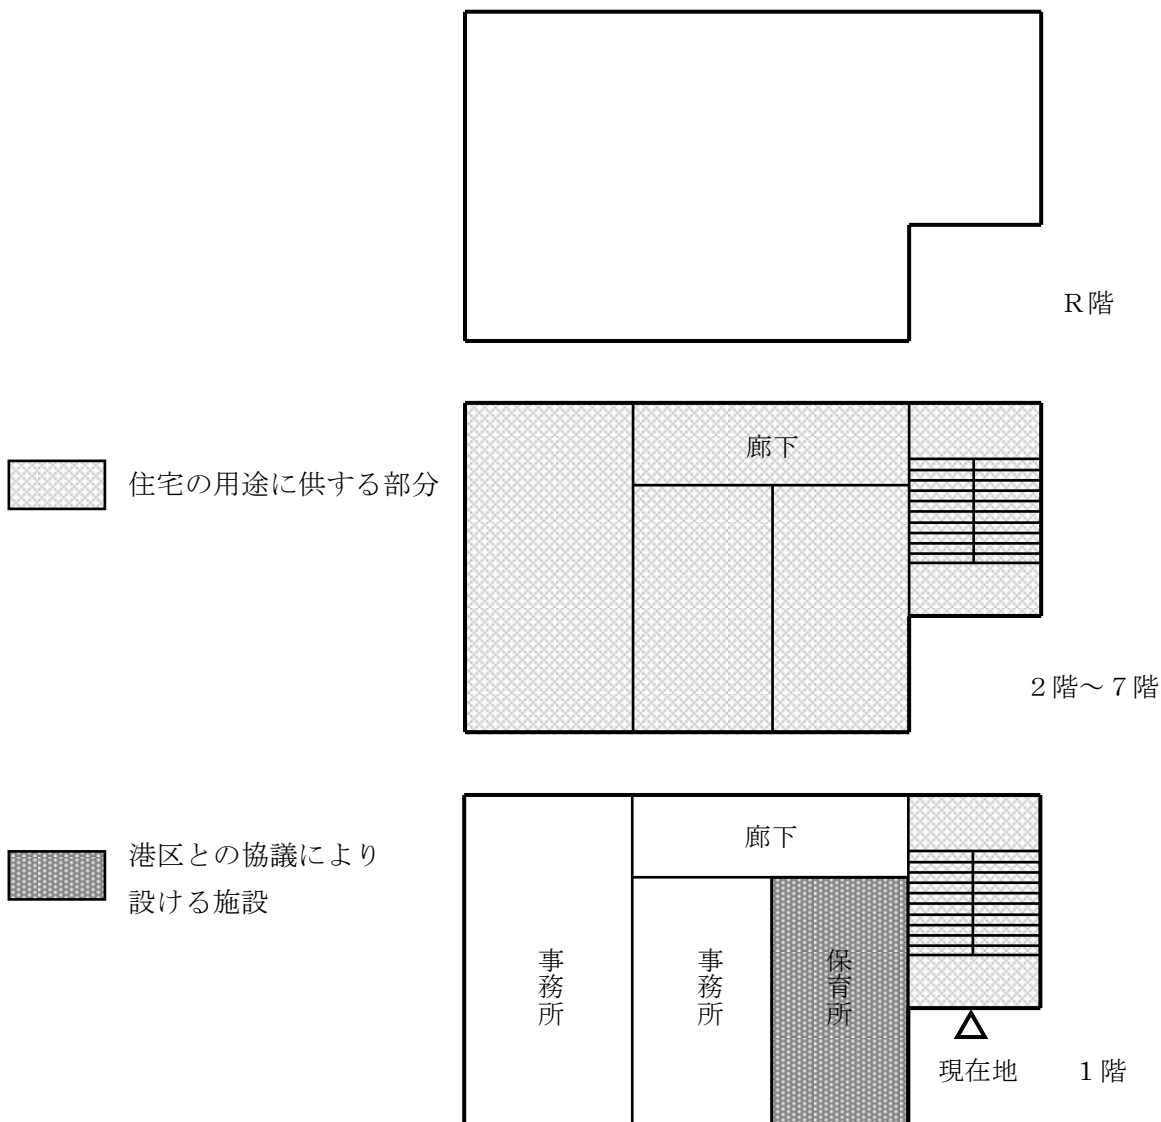 R階
廊下
住宅の用途に供する部分
２階～７階
廊下
港区との協議により
設ける施設
事務所
事務所
保育所
現在地
１階